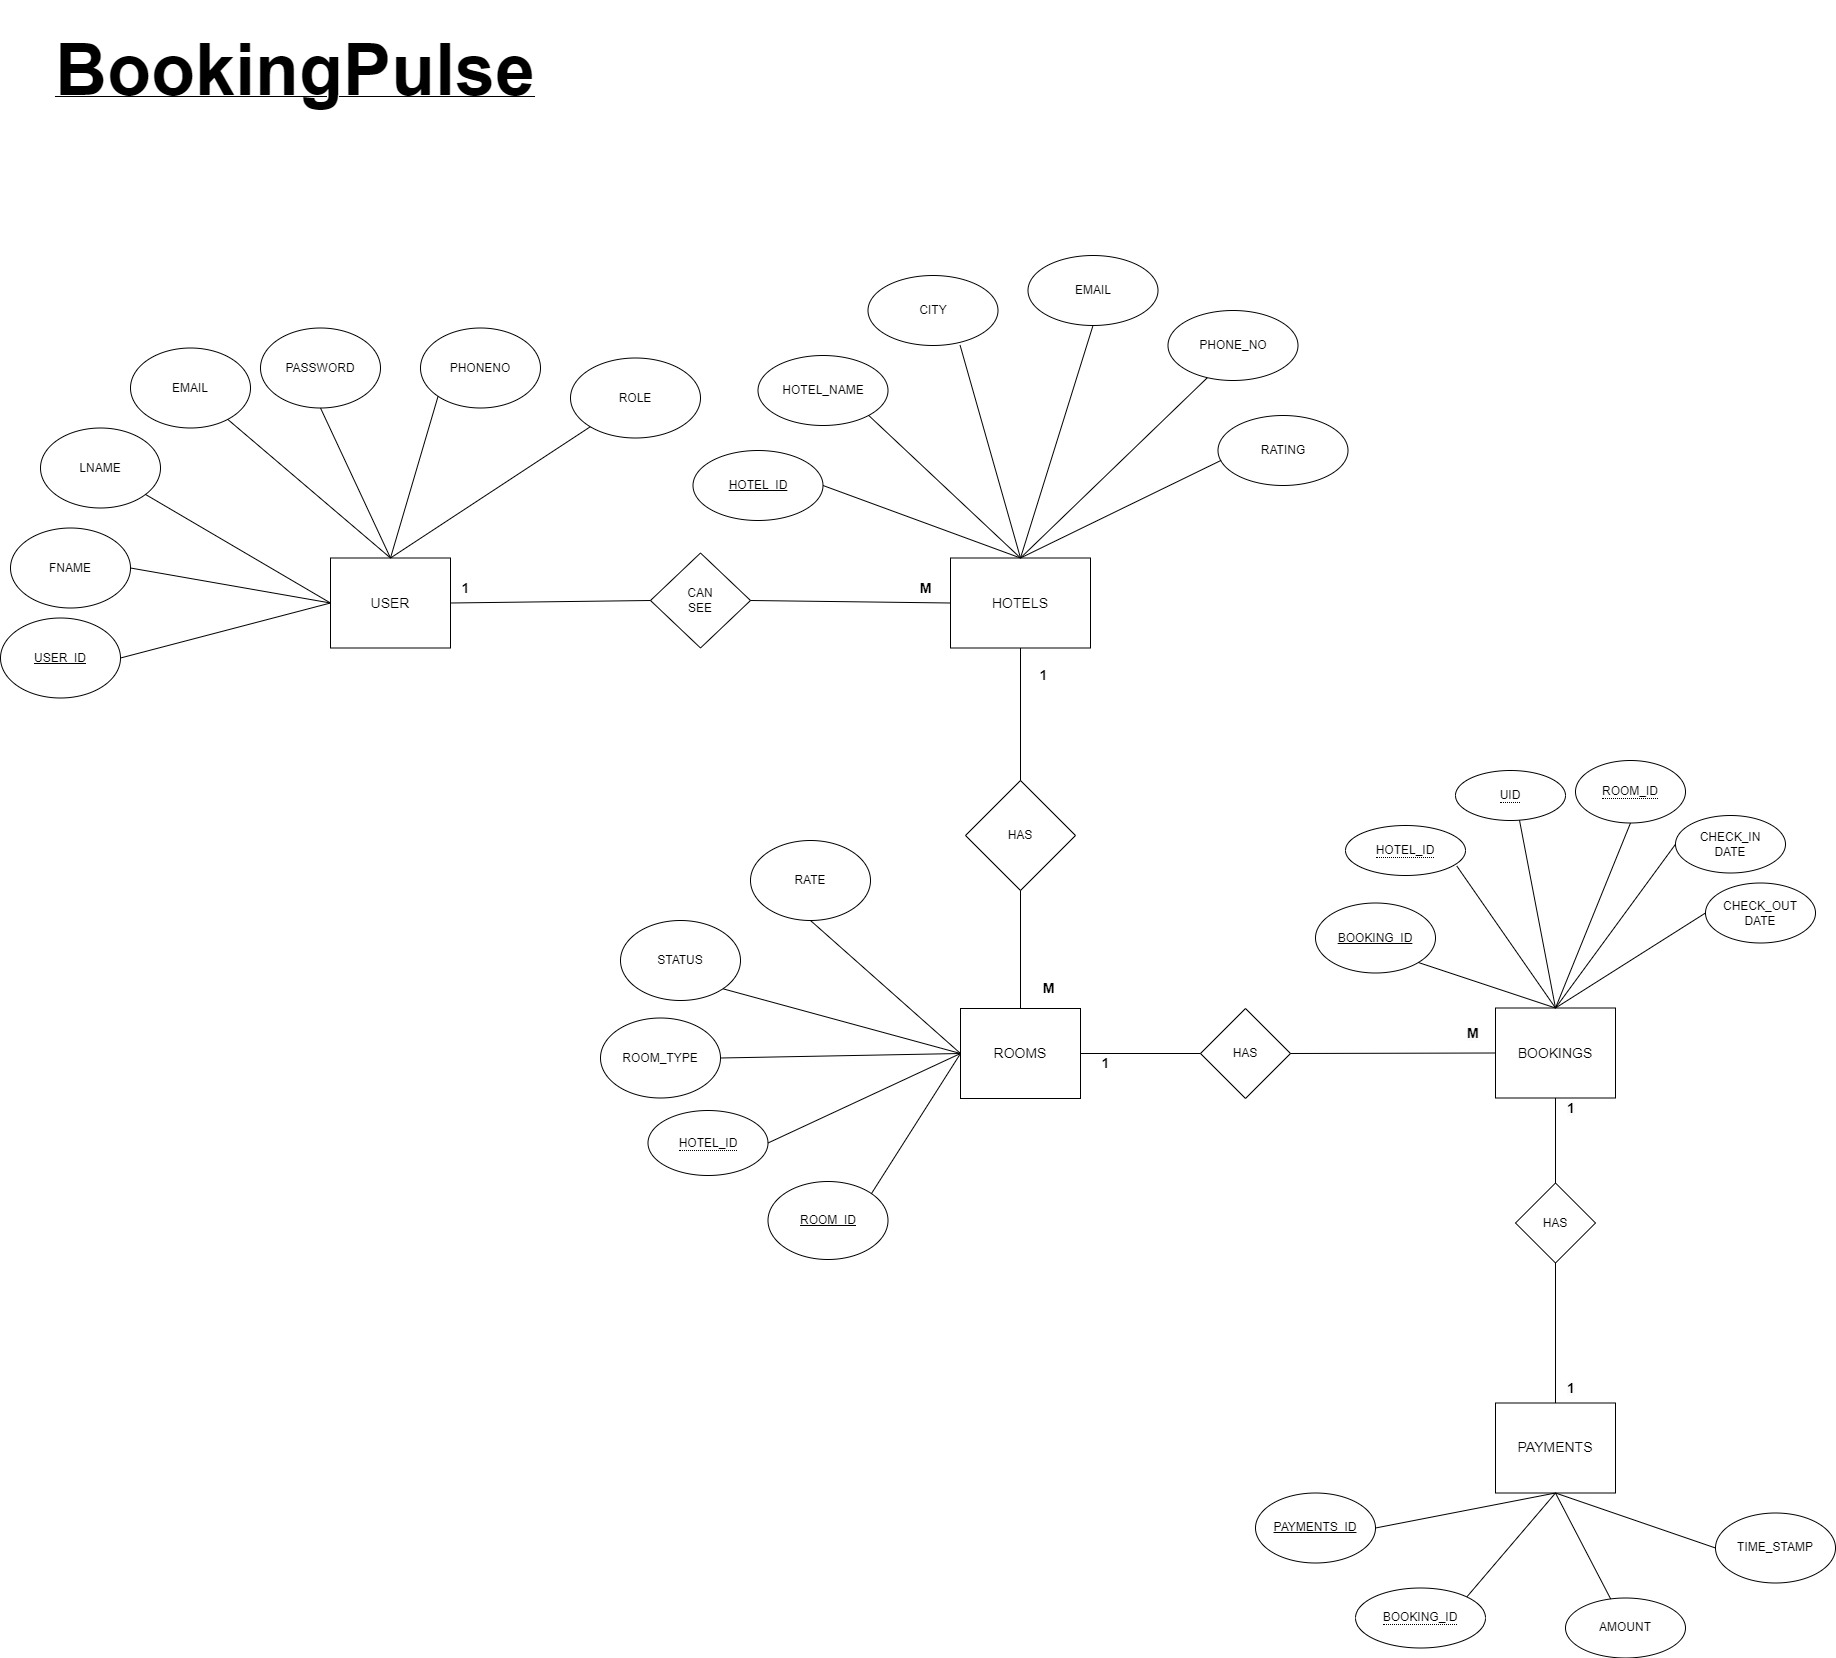 BookingPulse
EMAIL
CITY
PHONE_NO
PASSWORD
PHONENO
EMAIL
HOTEL_NAME
ROLE
RATING
LNAME
HOTEL_ID
FNAME
1
M
CAN
SEE
USER
HOTELS
USER_ID
1
UID
ROOM_ID
HAS
CHECK_IN
DATE
HOTEL_ID
RATE
CHECK_OUT
DATE
BOOKING_ID
STATUS
M
M
ROOM_TYPE
ROOMS
1
HAS
BOOKINGS
1
HOTEL_ID
ROOM_ID
HAS
1
PAYMENTS
PAYMENTS_ID
TIME_STAMP
BOOKING_ID
AMOUNT